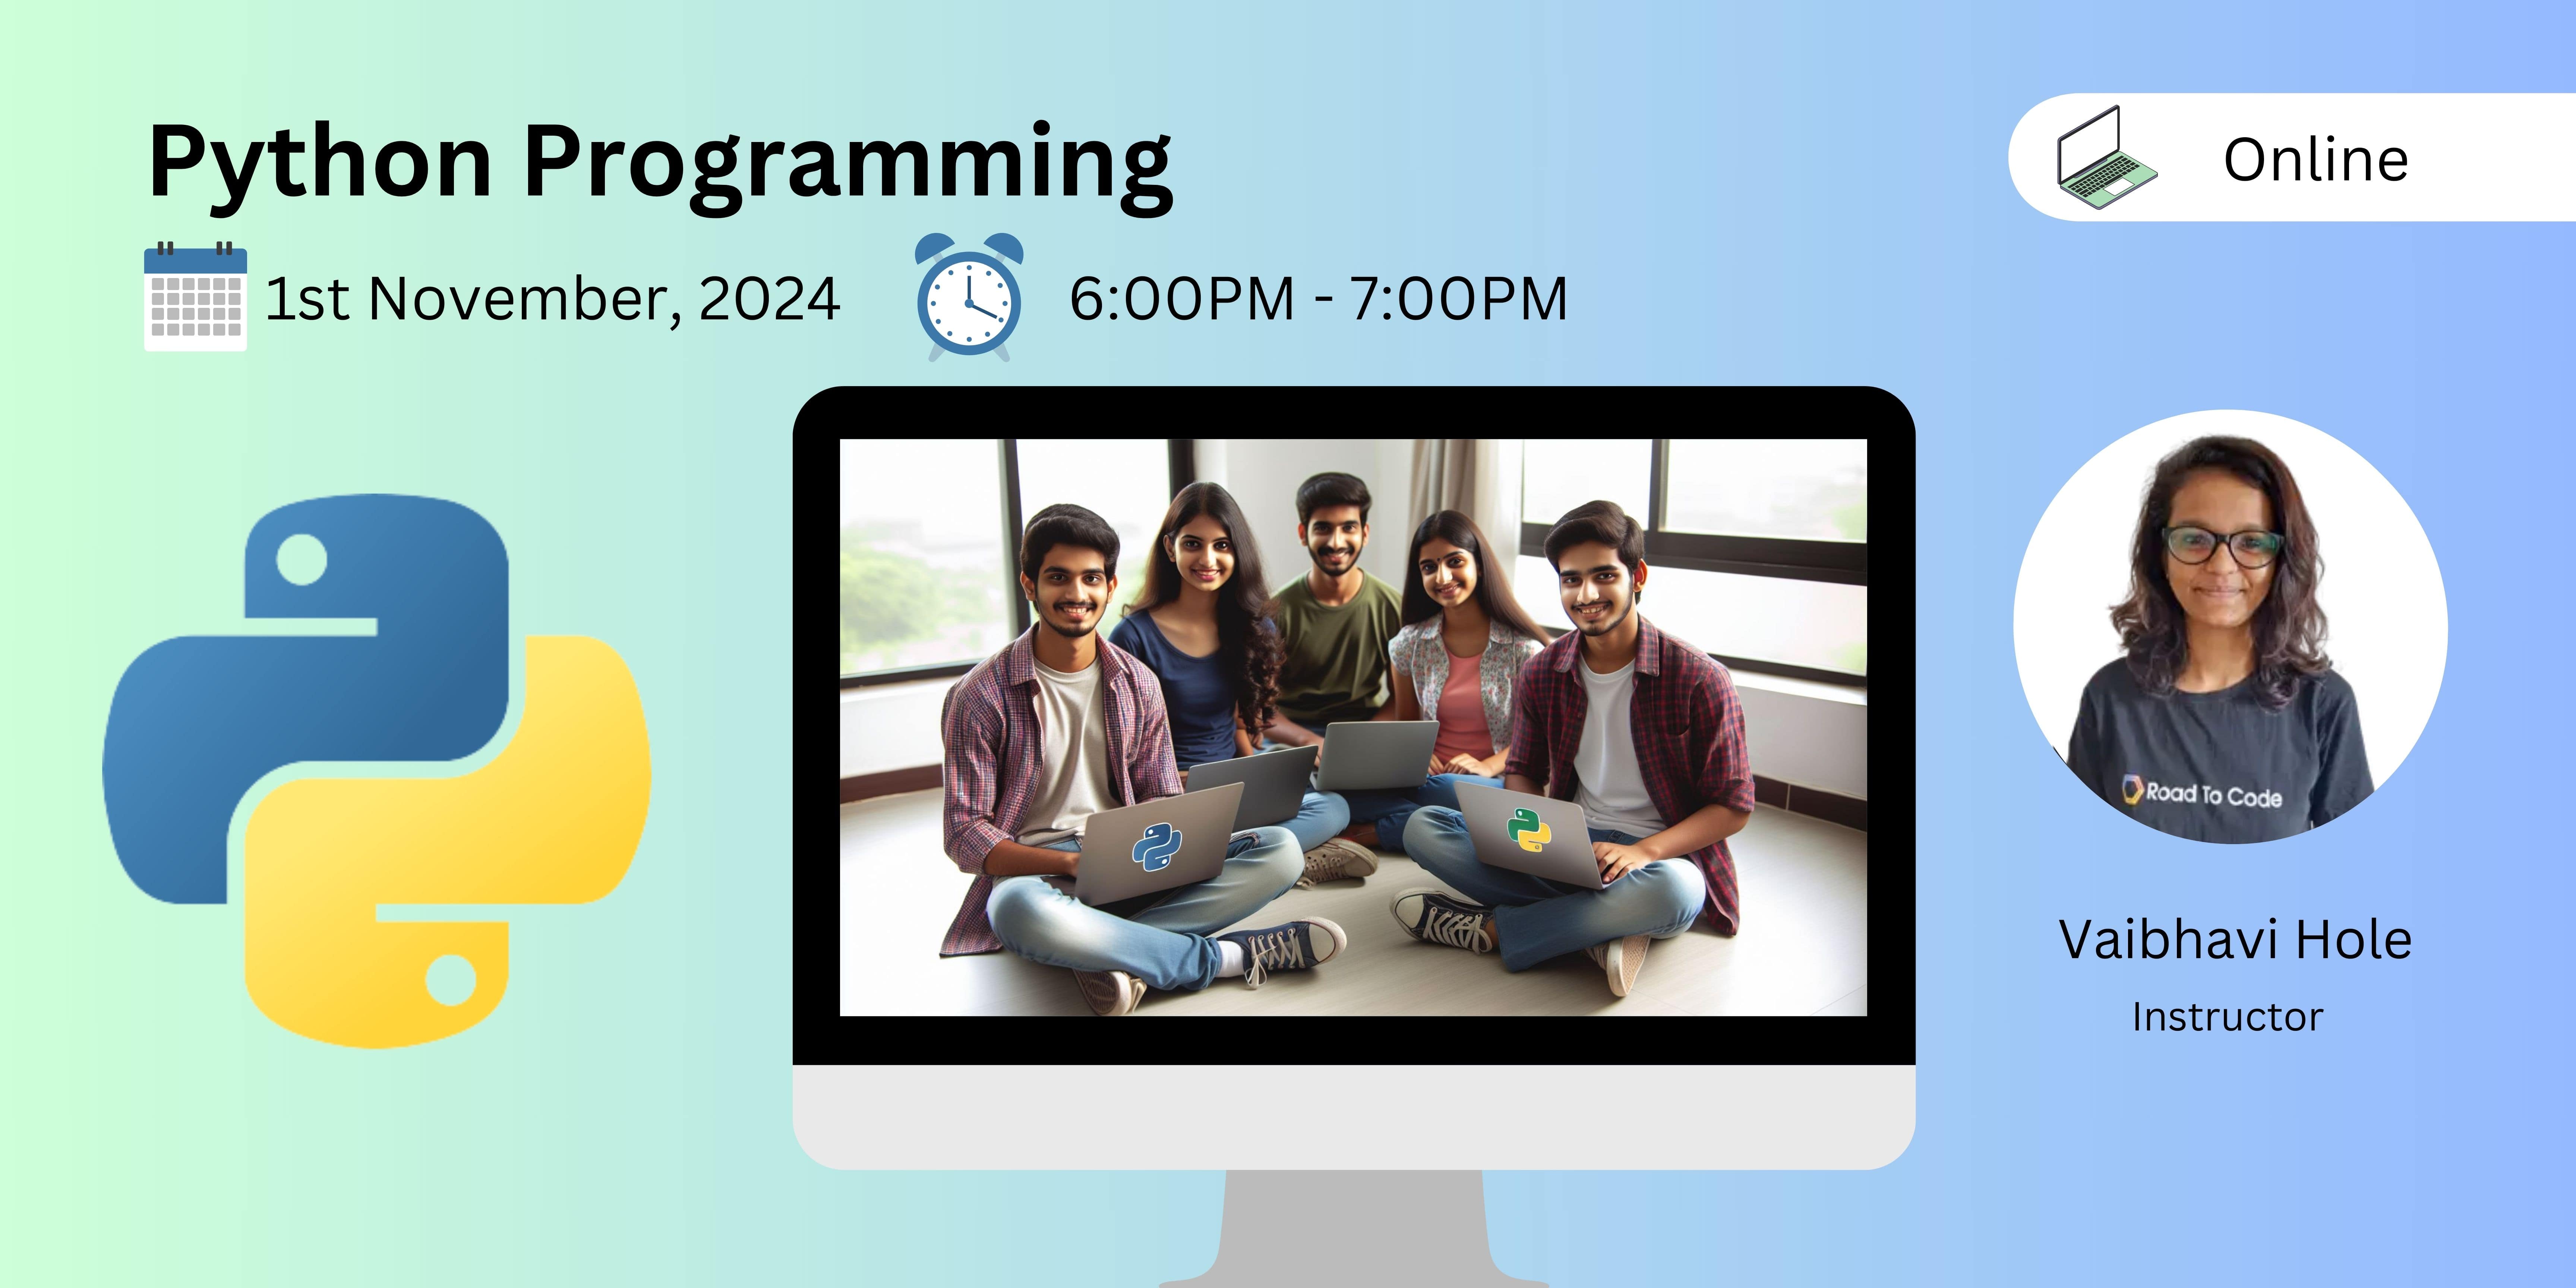 Python Programming
Online
1st November, 2024
6:00PM - 7:00PM
Road To Code
Vaibhavi Hole
Instructor